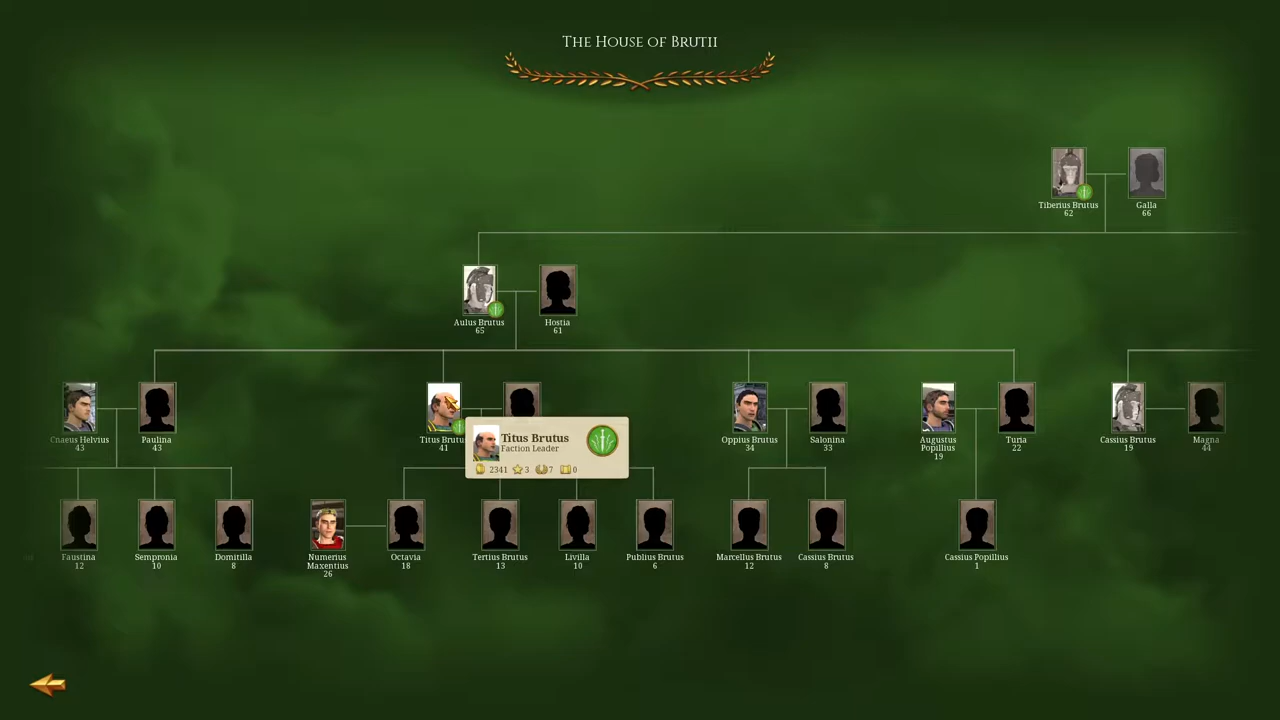 THE HOUSE OF BRUTII
Tiberius Brutus
62
Galla
66
Aulus Brutus
65
Hostia
61
Cnaeus Helvius
43
Paulina
43
Titus Brutus
41
Titus Brutus
Faction Leader
2341 3 7 0
Oppius Brutus
34
Salonina
33
Augustus
Popillius
19
Turia
22
Cassius Brutus
19
Magna
44
Faustina
12
Sempronia
10
Domitilla
8
Numerius
Maxentius
26
Octavia
18
Tertius Brutus
13
Livilla
10
Publius Brutus
6
Marcellus Brutus
12
Cassius Brutus
8
Cassius Popillius
1